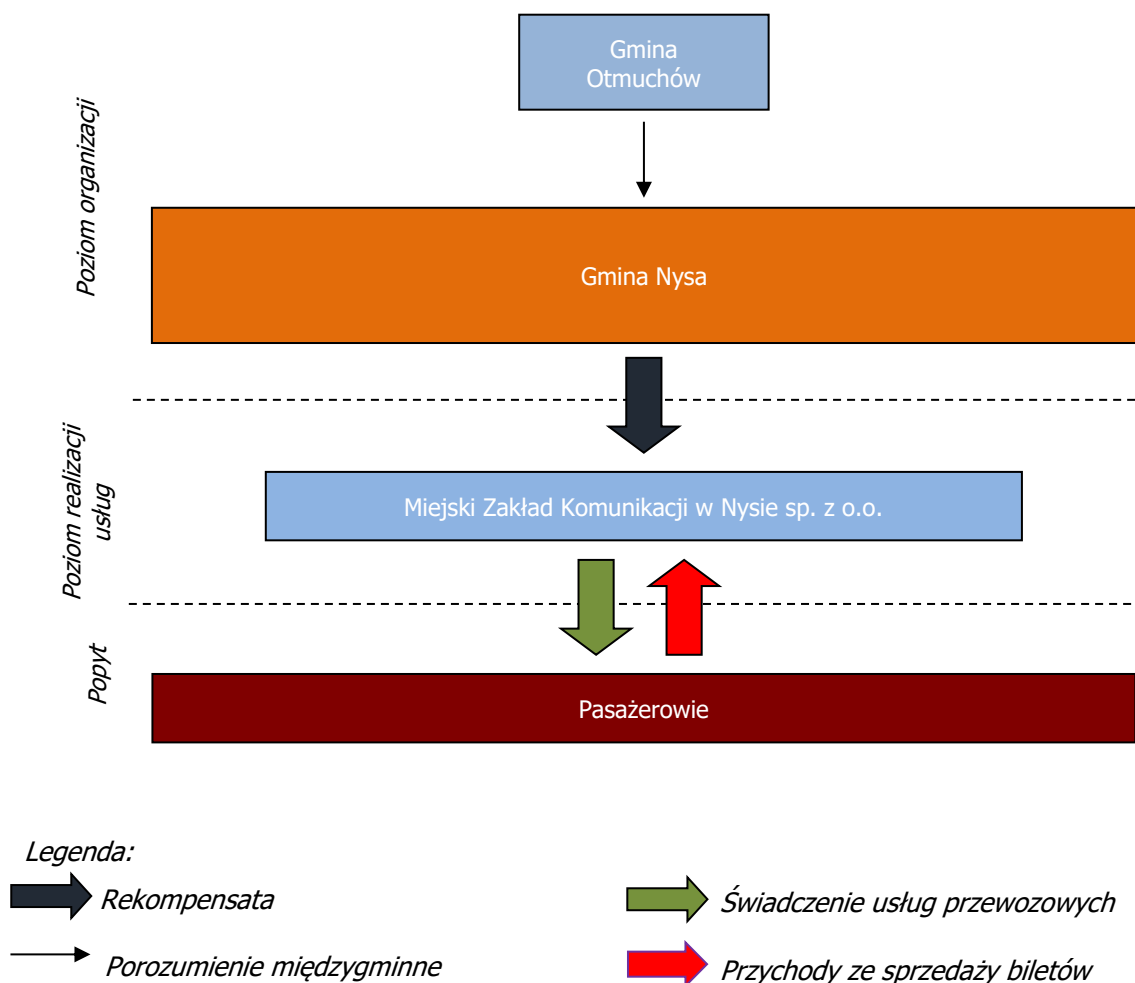 Gmina
Otmuchów
Poziom organizacji
Gmina Nysa
Poziom realizacji
usług
Miejski Zakład Komunikacji w Nysie sp. z o.o.
Popyt
Pasażerowie
Legenda:
Rekompensata
Świadczenie usług przewozowych
Porozumienie międzygminne
Przychody ze sprzedaży biletów